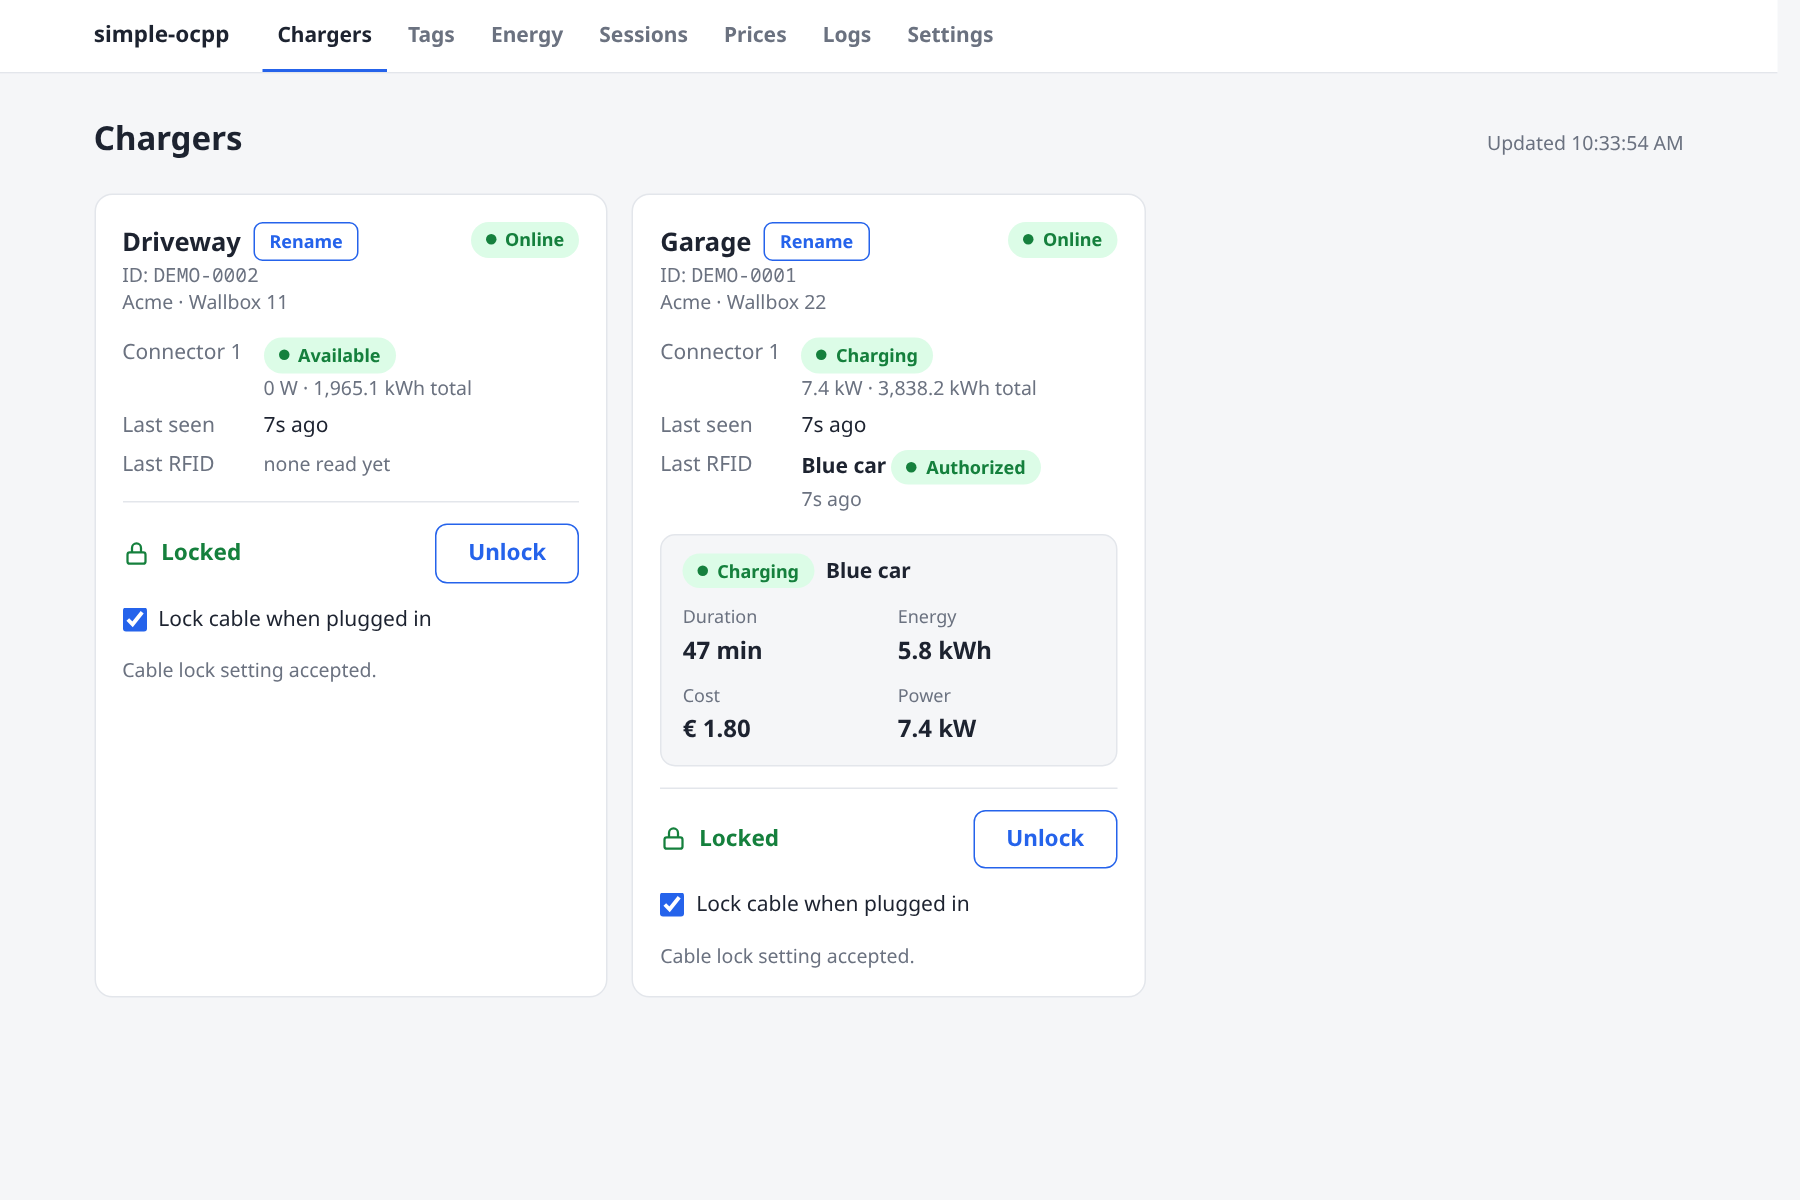 simple-ocpp Chargers Tags Energy Sessions Prices Logs Settings
Chargers
Updated 10:33:54 AM
Driveway Rename Online
ID: DEMO-0002
Acme · Wallbox 11
Connector 1 Available
0 W · 1,965.1 kWh total
Last seen 7s ago
Last RFID none read yet
Locked Unlock
Lock cable when plugged in
Cable lock setting accepted.
Garage Rename Online
ID: DEMO-0001
Acme · Wallbox 22
Connector 1 Charging
7.4 kW · 3,838.2 kWh total
Last seen 7s ago
Last RFID Blue car Authorized
7s ago
Charging Blue car
Duration Energy
47 min 5.8 kWh
Cost Power
€ 1.80 7.4 kW
Locked Unlock
Lock cable when plugged in
Cable lock setting accepted.